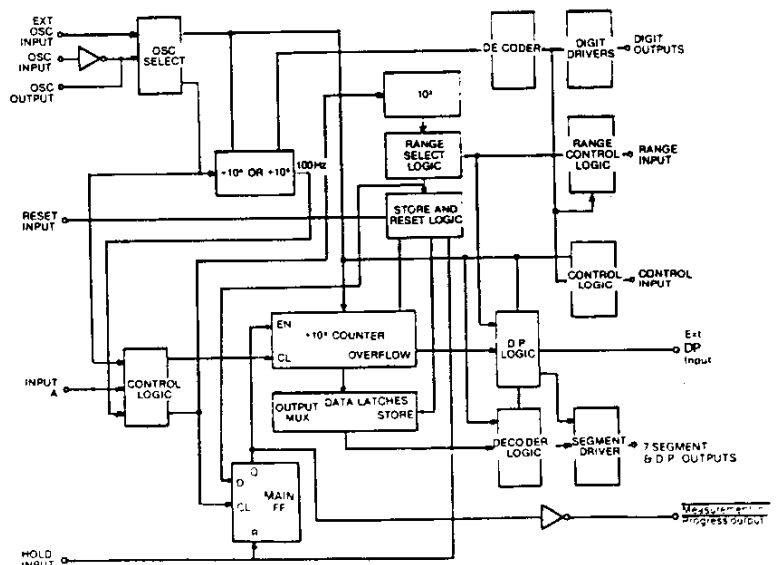 EXT
OSC
INPUT
OSC
INPUT
OSC
OUTPUT
OSC
SELECT
DECODER
DIGIT
DRIVERS
DIGIT
OUTPUTS
10³
RANGE
SELECT
LOGIC
RANGE
CONTROL
LOGIC
RANGE
INPUT
OR
100Hz
RESET
INPUT
STORE AND
RESET LOGIC
CONTROL
LOGIC
CONTROL
INPUT
EN
COUNTER
CL
OVERFLOW
D.P.
LOGIC
Ext
DP
Input
INPUT
A
CONTROL
LOGIC
DATA LATCHES
OUTPUT
MUX
STORE
DECODER
LOGIC
SEGMENT
DRIVER
7 SEGMENT
& D.P. OUTPUTS
Q
D
MAIN
FF
CL
R
Measurement in
Progress output
HOLD
INPUT